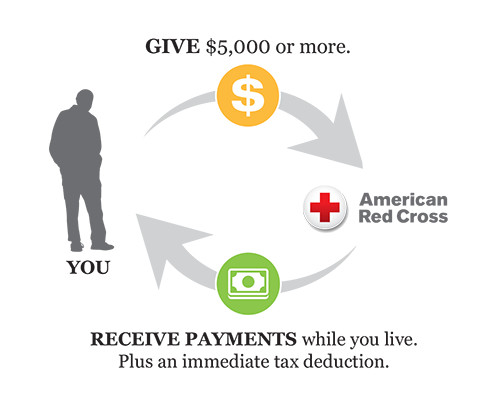 GIVE $5,000 or more.
$
American
Red Cross
YOU
RECEIVE PAYMENTS while you live.
Plus an immediate tax deduction.